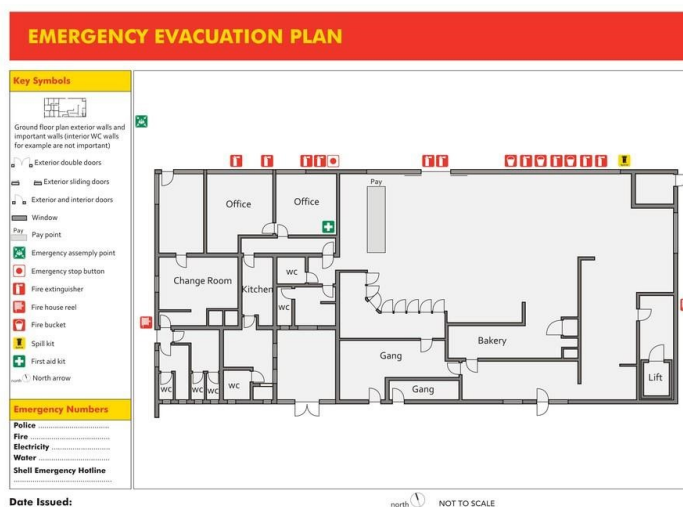 EMERGENCY EVACUATION PLAN
Key Symbols
Ground floor plan exterior walls and
important walls (interior WC walls
for example are not important)
Exterior double doors
Exterior sliding doors
Exterior and interior doors
Window
Pay
Pay point
Emergency assemply point
Emergency stop button
Fire extinguisher
Fire house reel
Fire bucket
Spill kit
First aid kit
north
North arrow
Emergency Numbers
Police
Fire
Electricity
Water
Shell Emergency Hotline
Date Issued:
Pay
Office
Office
Change Room
Kitchen
WC
WC
WC
WC
WC
WC
Gang
Gang
Bakery
Lift
north
NOT TO SCALE